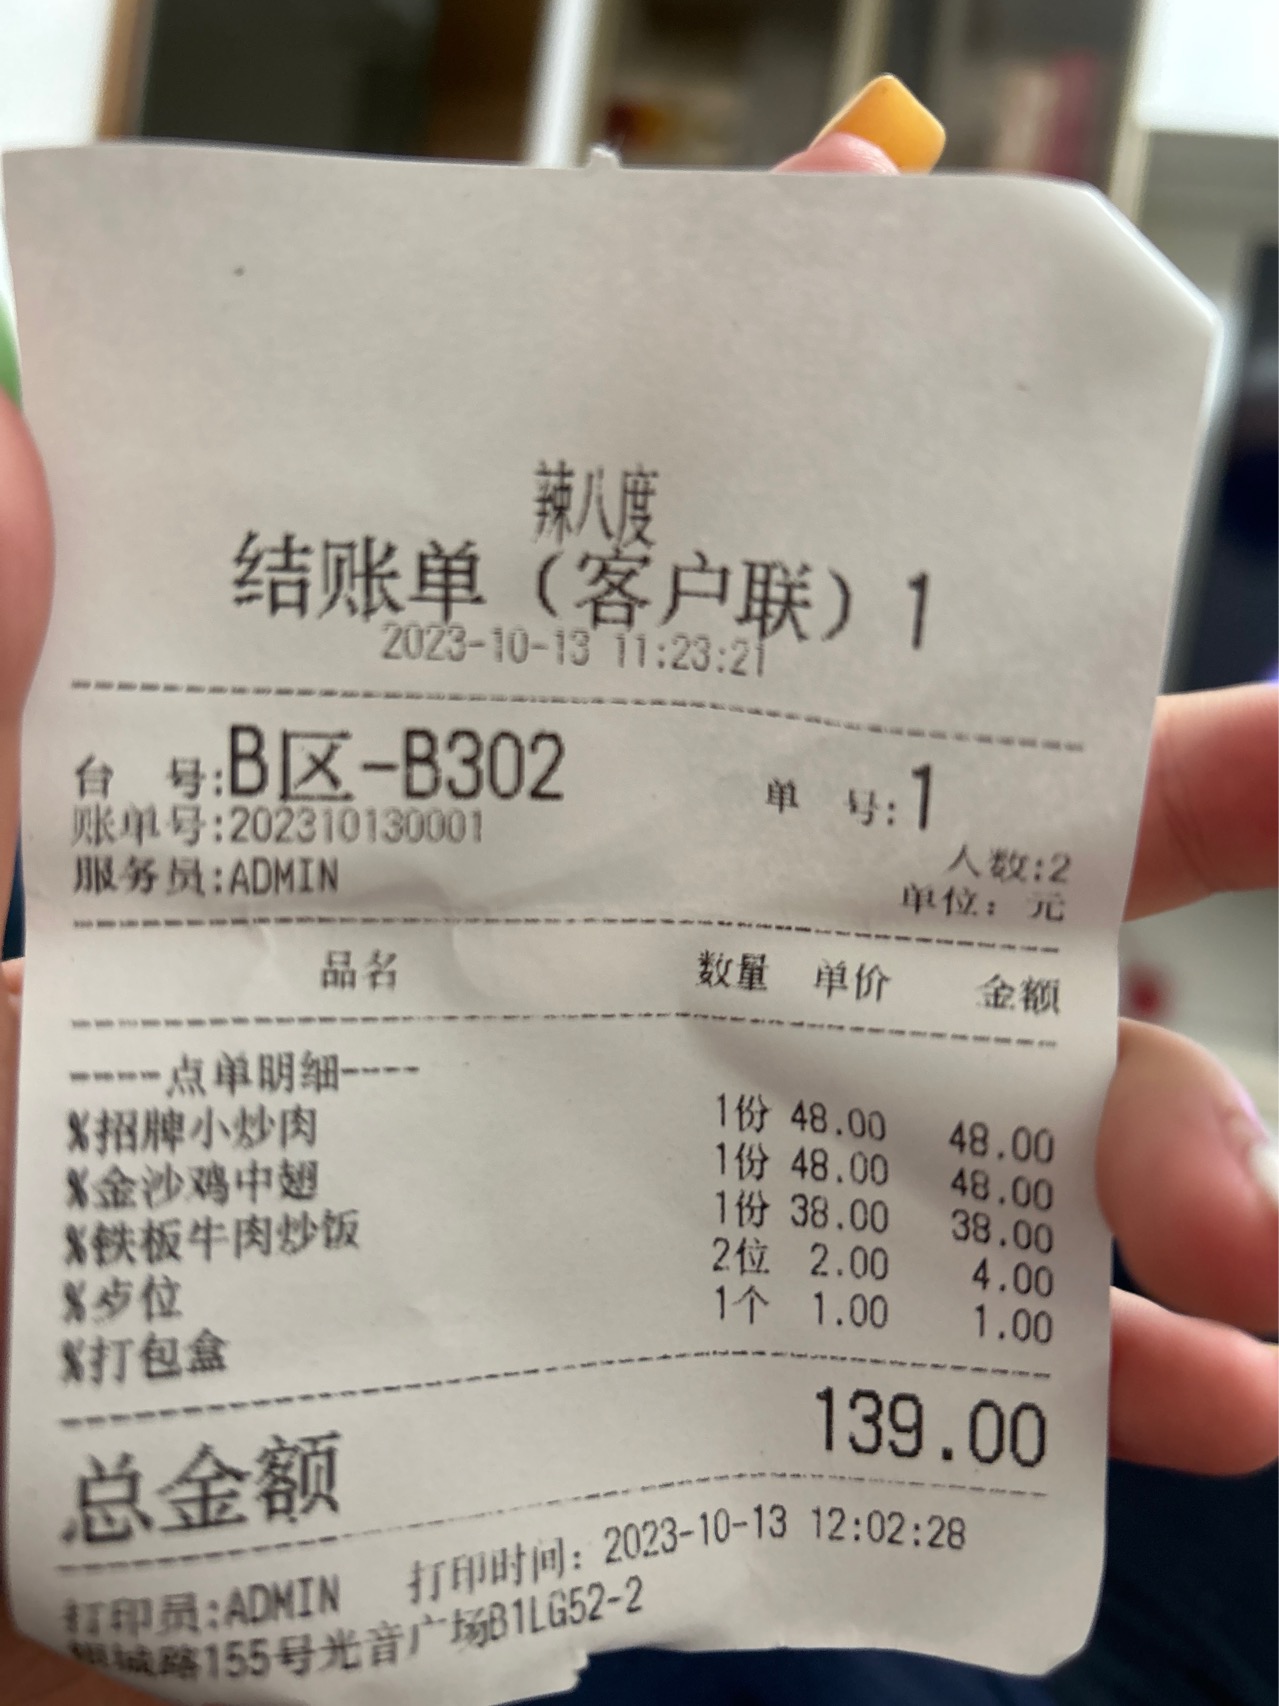 辣八度
结账单（客户联）1
2023-10-13 11:23:21
台 号:B区-B302 单 号:1
账单号:202310130001
人数:2
服务员:ADMIN
单位：元
品名 数量 单价 金额
----点单明细----
%招牌小炒肉 1份 48.00 48.00
%金沙鸡中翅 1份 48.00 48.00
%铁板牛肉炒饭 1份 38.00 38.00
%歺位 2位 2.00 4.00
%打包盒 1个 1.00 1.00
总金额 139.00
打印员:ADMIN 打印时间：2023-10-13 12:02:28
城路155号光音广场B1LG52-2